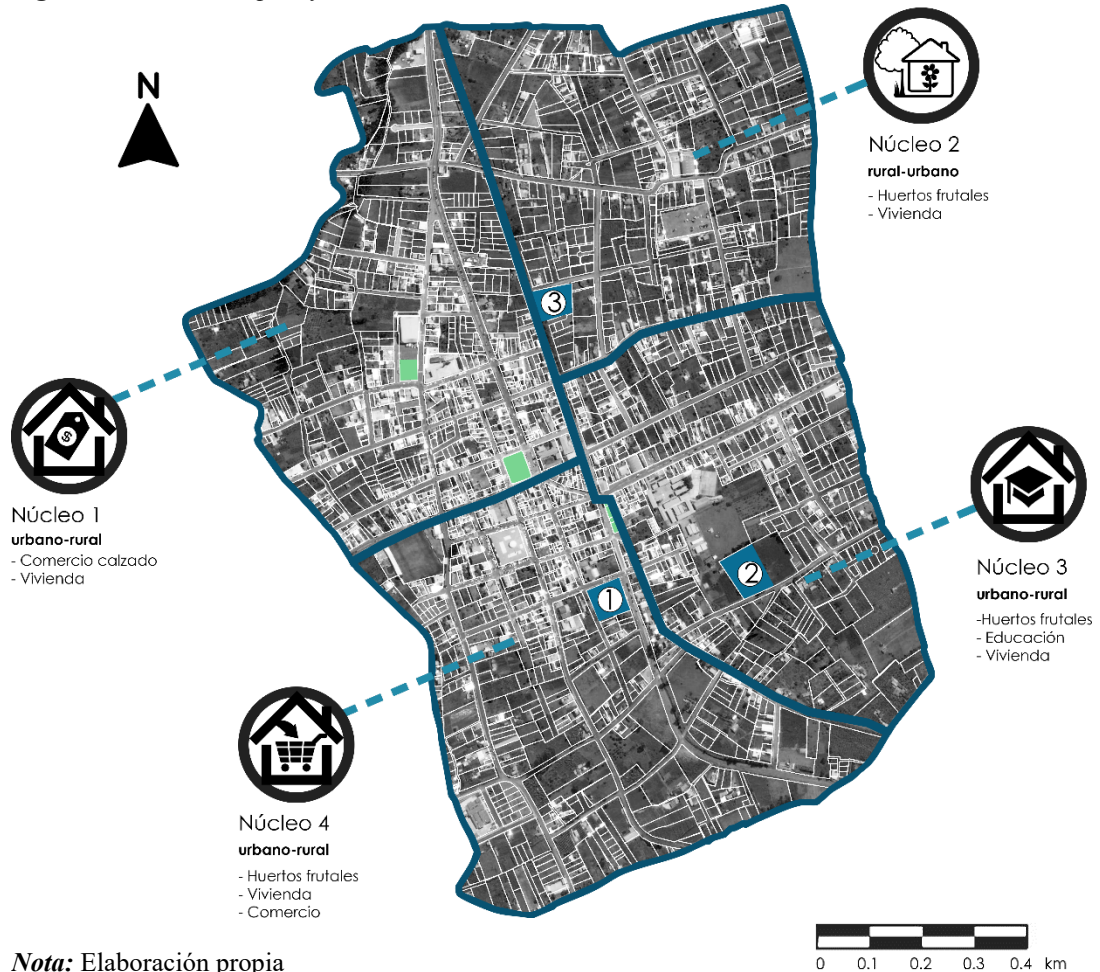 N
Núcleo 2
rural-urbano
- Huertos frutales
- Vivienda
3
Núcleo 1
urbano-rural
- Comercio calzado
- Vivienda
2
1
Núcleo 3
urbano-rural
-Huertos frutales
- Educación
- Vivienda
Núcleo 4
urbano-rural
- Huertos frutales
- Vivienda
- Comercio
0 0.1 0.2 0.3 0.4 km
Nota: Elaboración propia